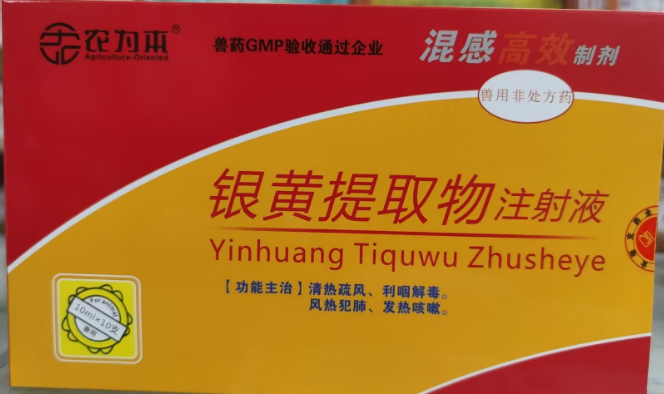 农为本®
Agriculture-Oriented
兽药GMP验收通过企业
混感高效制剂
兽用非处方药
银黄提取物注射液
Yinhuang Tiquwu Zhusheye
【功能主治】清热疏风、利咽解毒。
风热犯肺、发热咳嗽。
For animal
10ml×10支
兽用